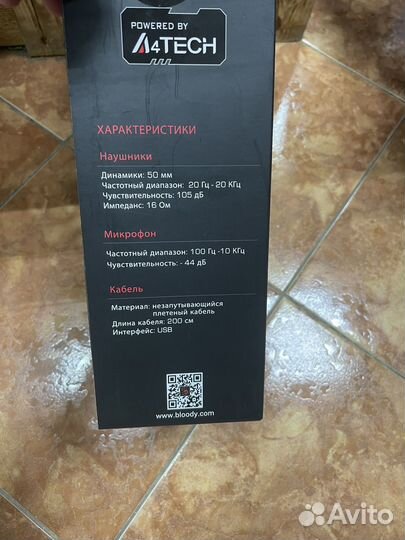 POWERED BY
A4TECH
ХАРАКТЕРИСТИКИ
Наушники
Динамики: 50 мм
Частотный диапазон: 20 Гц - 20 КГц
Чувствительность: 105 дБ
Импеданс: 16 Ом
Микрофон
Частотный диапазон: 100 Гц -10 КГц
Чувствительность: - 44 дБ
Кабель
Материал: незапутывающийся
плетеный кабель
Длина кабеля: 200 см
Интерфейс: USB
www.bloody.com
Avito